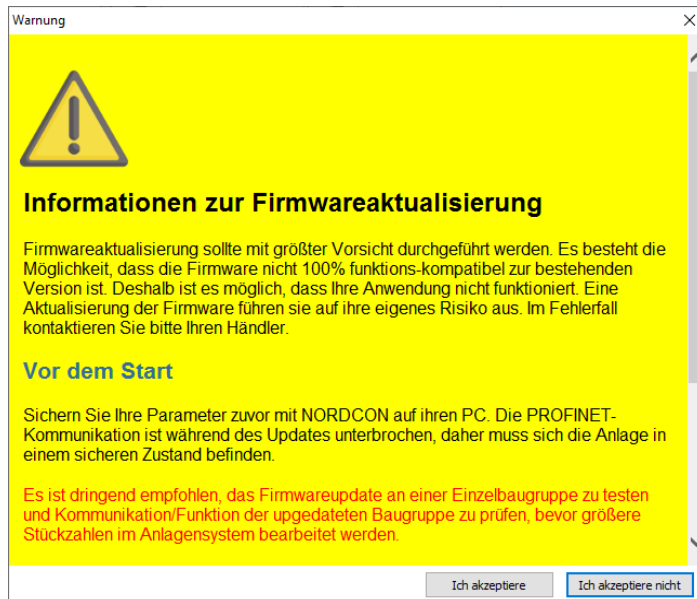 Warnung
Informationen zur Firmwareaktualisierung
Firmwareaktualisierung sollte mit größter Vorsicht durchgeführt werden. Es besteht die
Möglichkeit, dass die Firmware nicht 100% funktions-kompatibel zur bestehenden
Version ist. Deshalb ist es möglich, dass Ihre Anwendung nicht funktioniert. Eine
Aktualisierung der Firmware führen sie auf ihre eigenes Risiko aus. Im Fehlerfall
kontaktieren Sie bitte Ihren Händler.
Vor dem Start
Sichern Sie Ihre Parameter zuvor mit NORDCON auf ihren PC. Die PROFINET-
Kommunikation ist während des Updates unterbrochen, daher muss sich die Anlage in
einem sicheren Zustand befinden.
Es ist dringend empfohlen, das Firmwareupdate an einer Einzelbaugruppe zu testen
und Kommunikation/Funktion der upgedateten Baugruppe zu prüfen, bevor größere
Stückzahlen im Anlagensystem bearbeitet werden.
Ich akzeptiere
Ich akzeptiere nicht